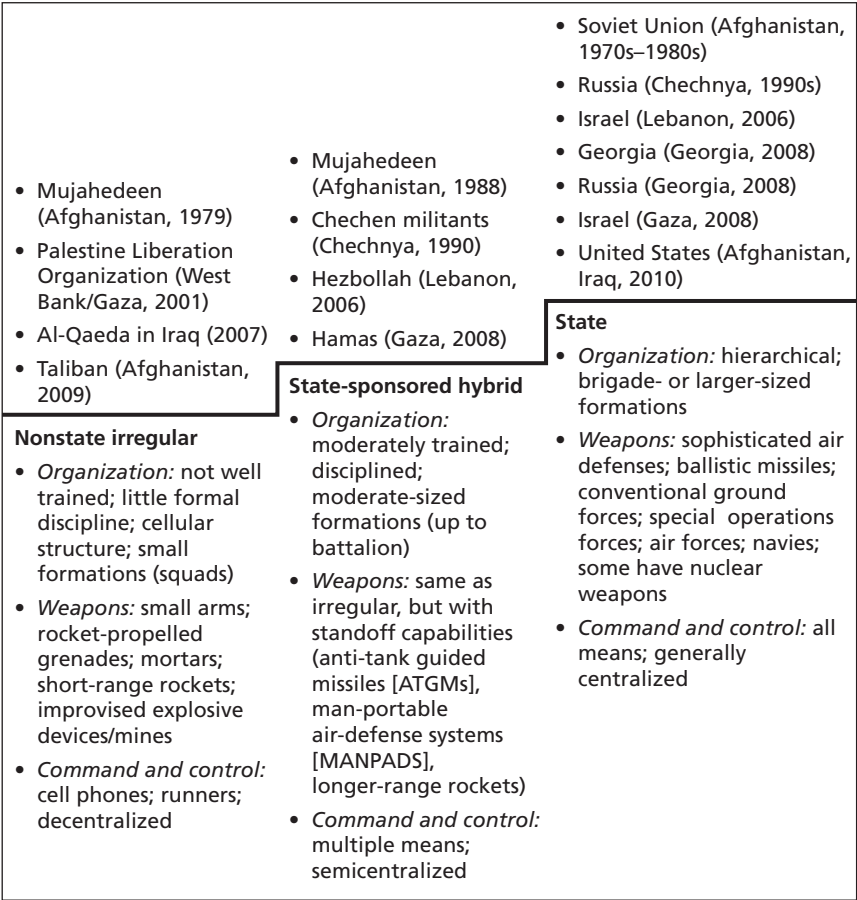 • Mujahedeen
(Afghanistan, 1979)
• Palestine Liberation
Organization (West
Bank/Gaza, 2001)
• Al-Qaeda in Iraq (2007)
• Taliban (Afghanistan,
2009)
Nonstate irregular
• Organization: not well
trained; little formal
discipline; cellular
structure; small
formations (squads)
• Weapons: small arms;
rocket-propelled
grenades; mortars;
short-range rockets;
improvised explosive
devices/mines
• Command and control:
cell phones; runners;
decentralized
• Mujahedeen
(Afghanistan, 1988)
• Chechen militants
(Chechnya, 1990)
• Hezbollah (Lebanon,
2006)
• Hamas (Gaza, 2008)
State-sponsored hybrid
• Organization:
moderately trained;
disciplined;
moderate-sized
formations (up to
battalion)
• Weapons: same as
irregular, but with
standoff capabilities
(anti-tank guided
missiles [ATGMs],
man-portable
air-defense systems
[MANPADS],
longer-range rockets)
• Command and control:
multiple means;
semicentralized
• Soviet Union (Afghanistan,
1970s–1980s)
• Russia (Chechnya, 1990s)
• Israel (Lebanon, 2006)
• Georgia (Georgia, 2008)
• Russia (Georgia, 2008)
• Israel (Gaza, 2008)
• United States (Afghanistan,
Iraq, 2010)
State
• Organization: hierarchical;
brigade- or larger-sized
formations
• Weapons: sophisticated air
defenses; ballistic missiles;
conventional ground
forces; special operations
forces; air forces; navies;
some have nuclear
weapons
• Command and control: all
means; generally
centralized